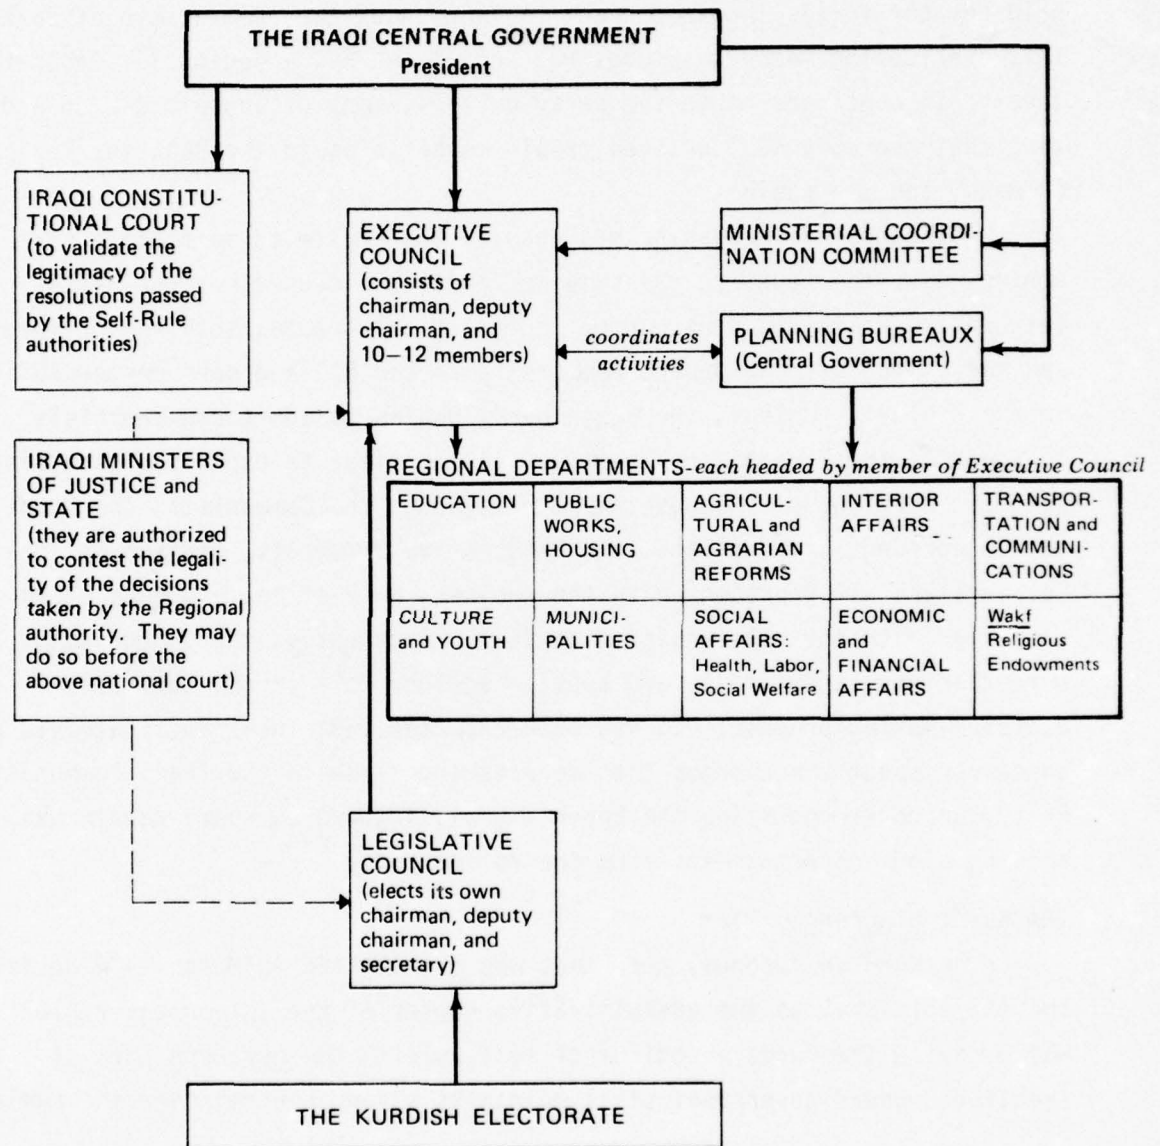 THE IRAQI CENTRAL GOVERNMENT
President
IRAQI CONSTITU-
TIONAL COURT
(to validate the
legitimacy of the
resolutions passed
by the Self-Rule
authorities)
EXECUTIVE
COUNCIL
(consists of
chairman, deputy
chairman, and
10–12 members)
MINISTERIAL COORDI-
NATION COMMITTEE
coordinates
activities
PLANNING BUREAUX
(Central Government)
IRAQI MINISTERS
OF JUSTICE and
STATE
(they are authorized
to contest the legali-
ty of the decisions
taken by the Regional
authority. They may
do so before the
above national court)
REGIONAL DEPARTMENTS-each headed by member of Executive Council
EDUCATION
PUBLIC
WORKS,
HOUSING
AGRICUL-
TURAL and
AGRARIAN
REFORMS
INTERIOR
AFFAIRS
TRANSPOR-
TATION and
COMMUNI-
CATIONS
CULTURE
and YOUTH
MUNICI-
PALITIES
SOCIAL
AFFAIRS:
Health, Labor,
Social Welfare
ECONOMIC
and
FINANCIAL
AFFAIRS
Wakf
Religious
Endowments
LEGISLATIVE
COUNCIL
(elects its own
chairman, deputy
chairman, and
secretary)
THE KURDISH ELECTORATE